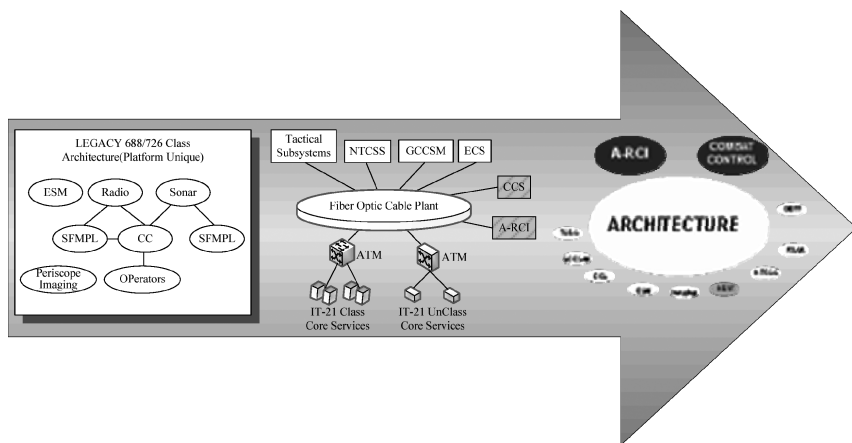 LEGACY 688/726 Class
Architecture(Platform Unique)
ESM
Radio
Sonar
SFMPL
CC
SFMPL
Periscope
Imaging
OPerators
Tactical
Subsystems
NTCSS
GCCSM
ECS
CCS
Fiber Optic Cable Plant
A-RCI
ATM
ATM
IT-21 Class
Core Services
IT-21 UnClass
Core Services
A-RCI
COMBAT
CONTROL
ARCHITECTURE